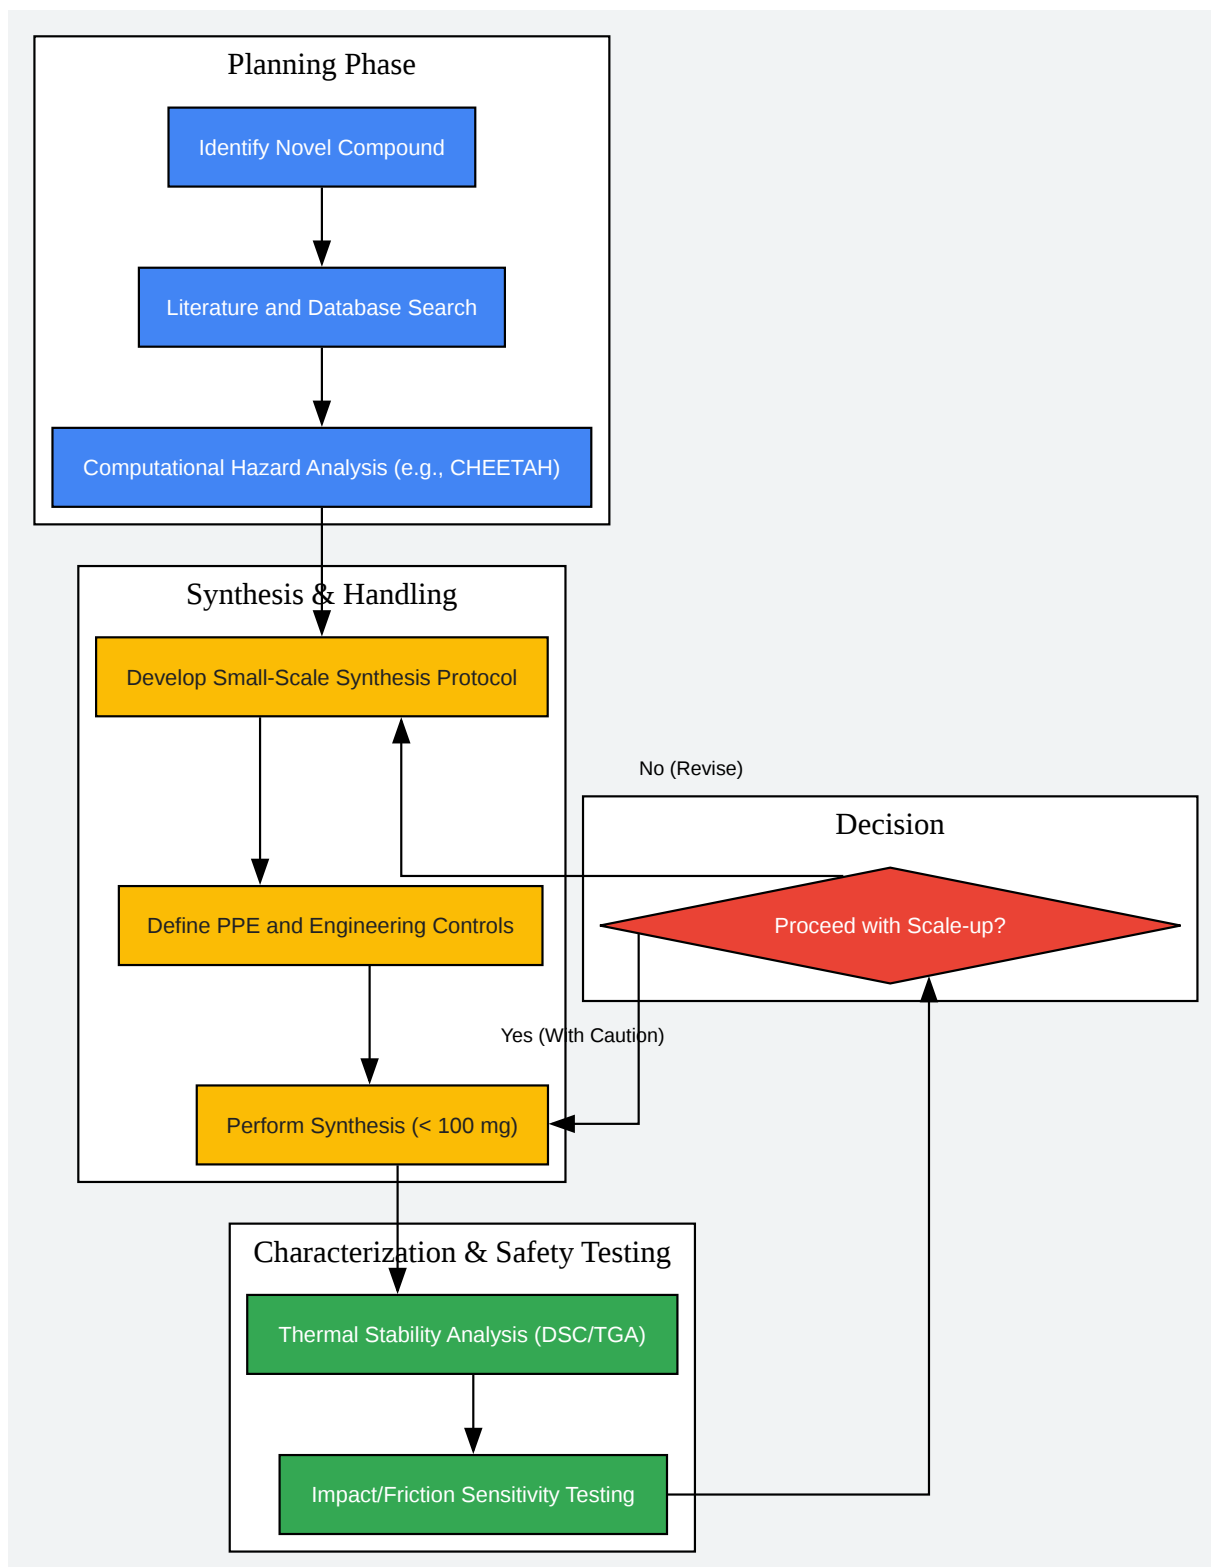 Planning Phase
Identify Novel Compound
Literature and Database Search
Computational Hazard Analysis (e.g., CHEETAH)
Synthesis & Handling
Develop Small-Scale Synthesis Protocol
No (Revise)
Decision
Define PPE and Engineering Controls
Proceed with Scale-up?
Yes (With Caution)
Perform Synthesis (< 100 mg)
Characterization & Safety Testing
Thermal Stability Analysis (DSC/TGA)
Impact/Friction Sensitivity Testing